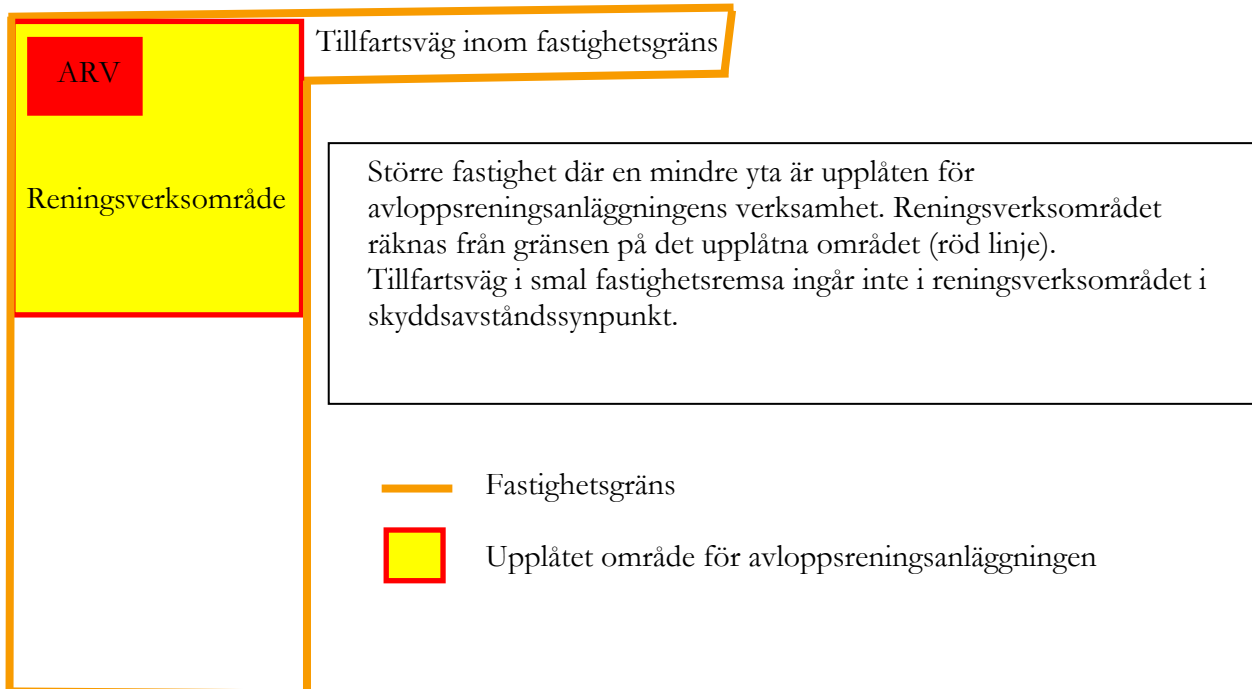 Tillfartsväg inom fastighetsgräns
ARV
Reningsverksområde
Större fastighet där en mindre yta är upplåten för
avloppsreningsanläggningens verksamhet. Reningsverksområdet
räknas från gränsen på det upplåtna området (röd linje).
Tillfartsväg i smal fastighetsremsa ingår inte i reningsverksområdet i
skyddsavståndssynpunkt.
Fastighetsgräns
Upplåtet område för avloppsreningsanläggningen